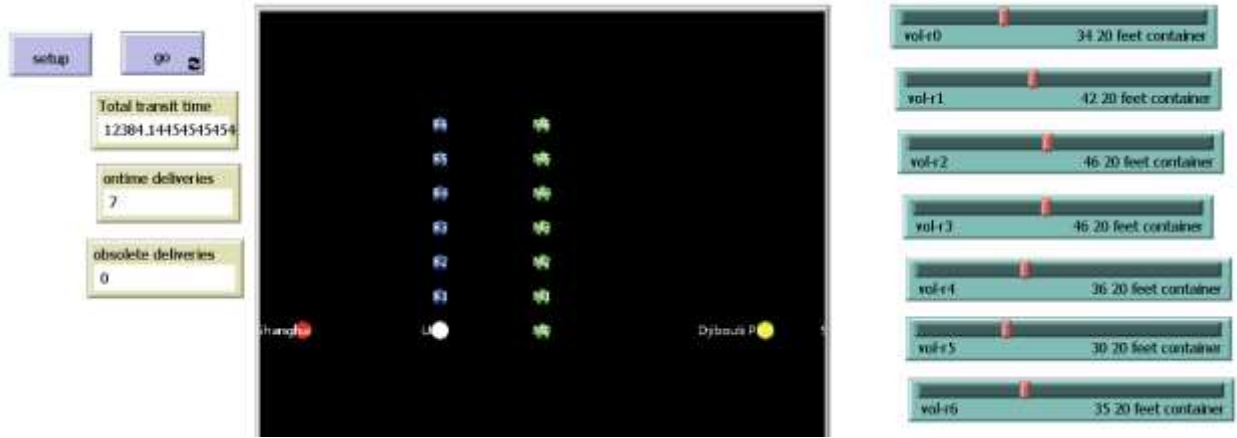 setup
go
Total transit time
12384.14454545454
ontime deliveries
7
obsolete deliveries
0
Shanghai
Djibouti P
vol-r0 34 20 feet container
vol-r1 42 20 feet container
vol-r2 46 20 feet container
vol-r3 46 20 feet container
vol-r4 36 20 feet container
vol-r5 30 20 feet container
vol-r6 35 20 feet container